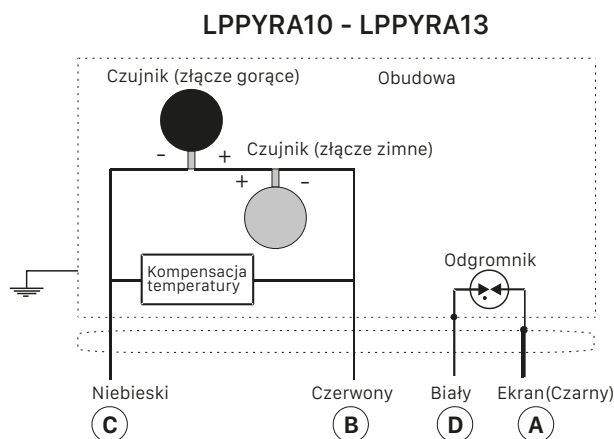 LPPYRA10 - LPPYRA13
Czujnik (złącze gorące)
Obudowa
- +
Czujnik (złącze zimne)
+ -
Kompensacja
temperatury
Odgromnik
Niebieski
Czerwony
Biały
Ekran(Czarny)
C
B
D
A